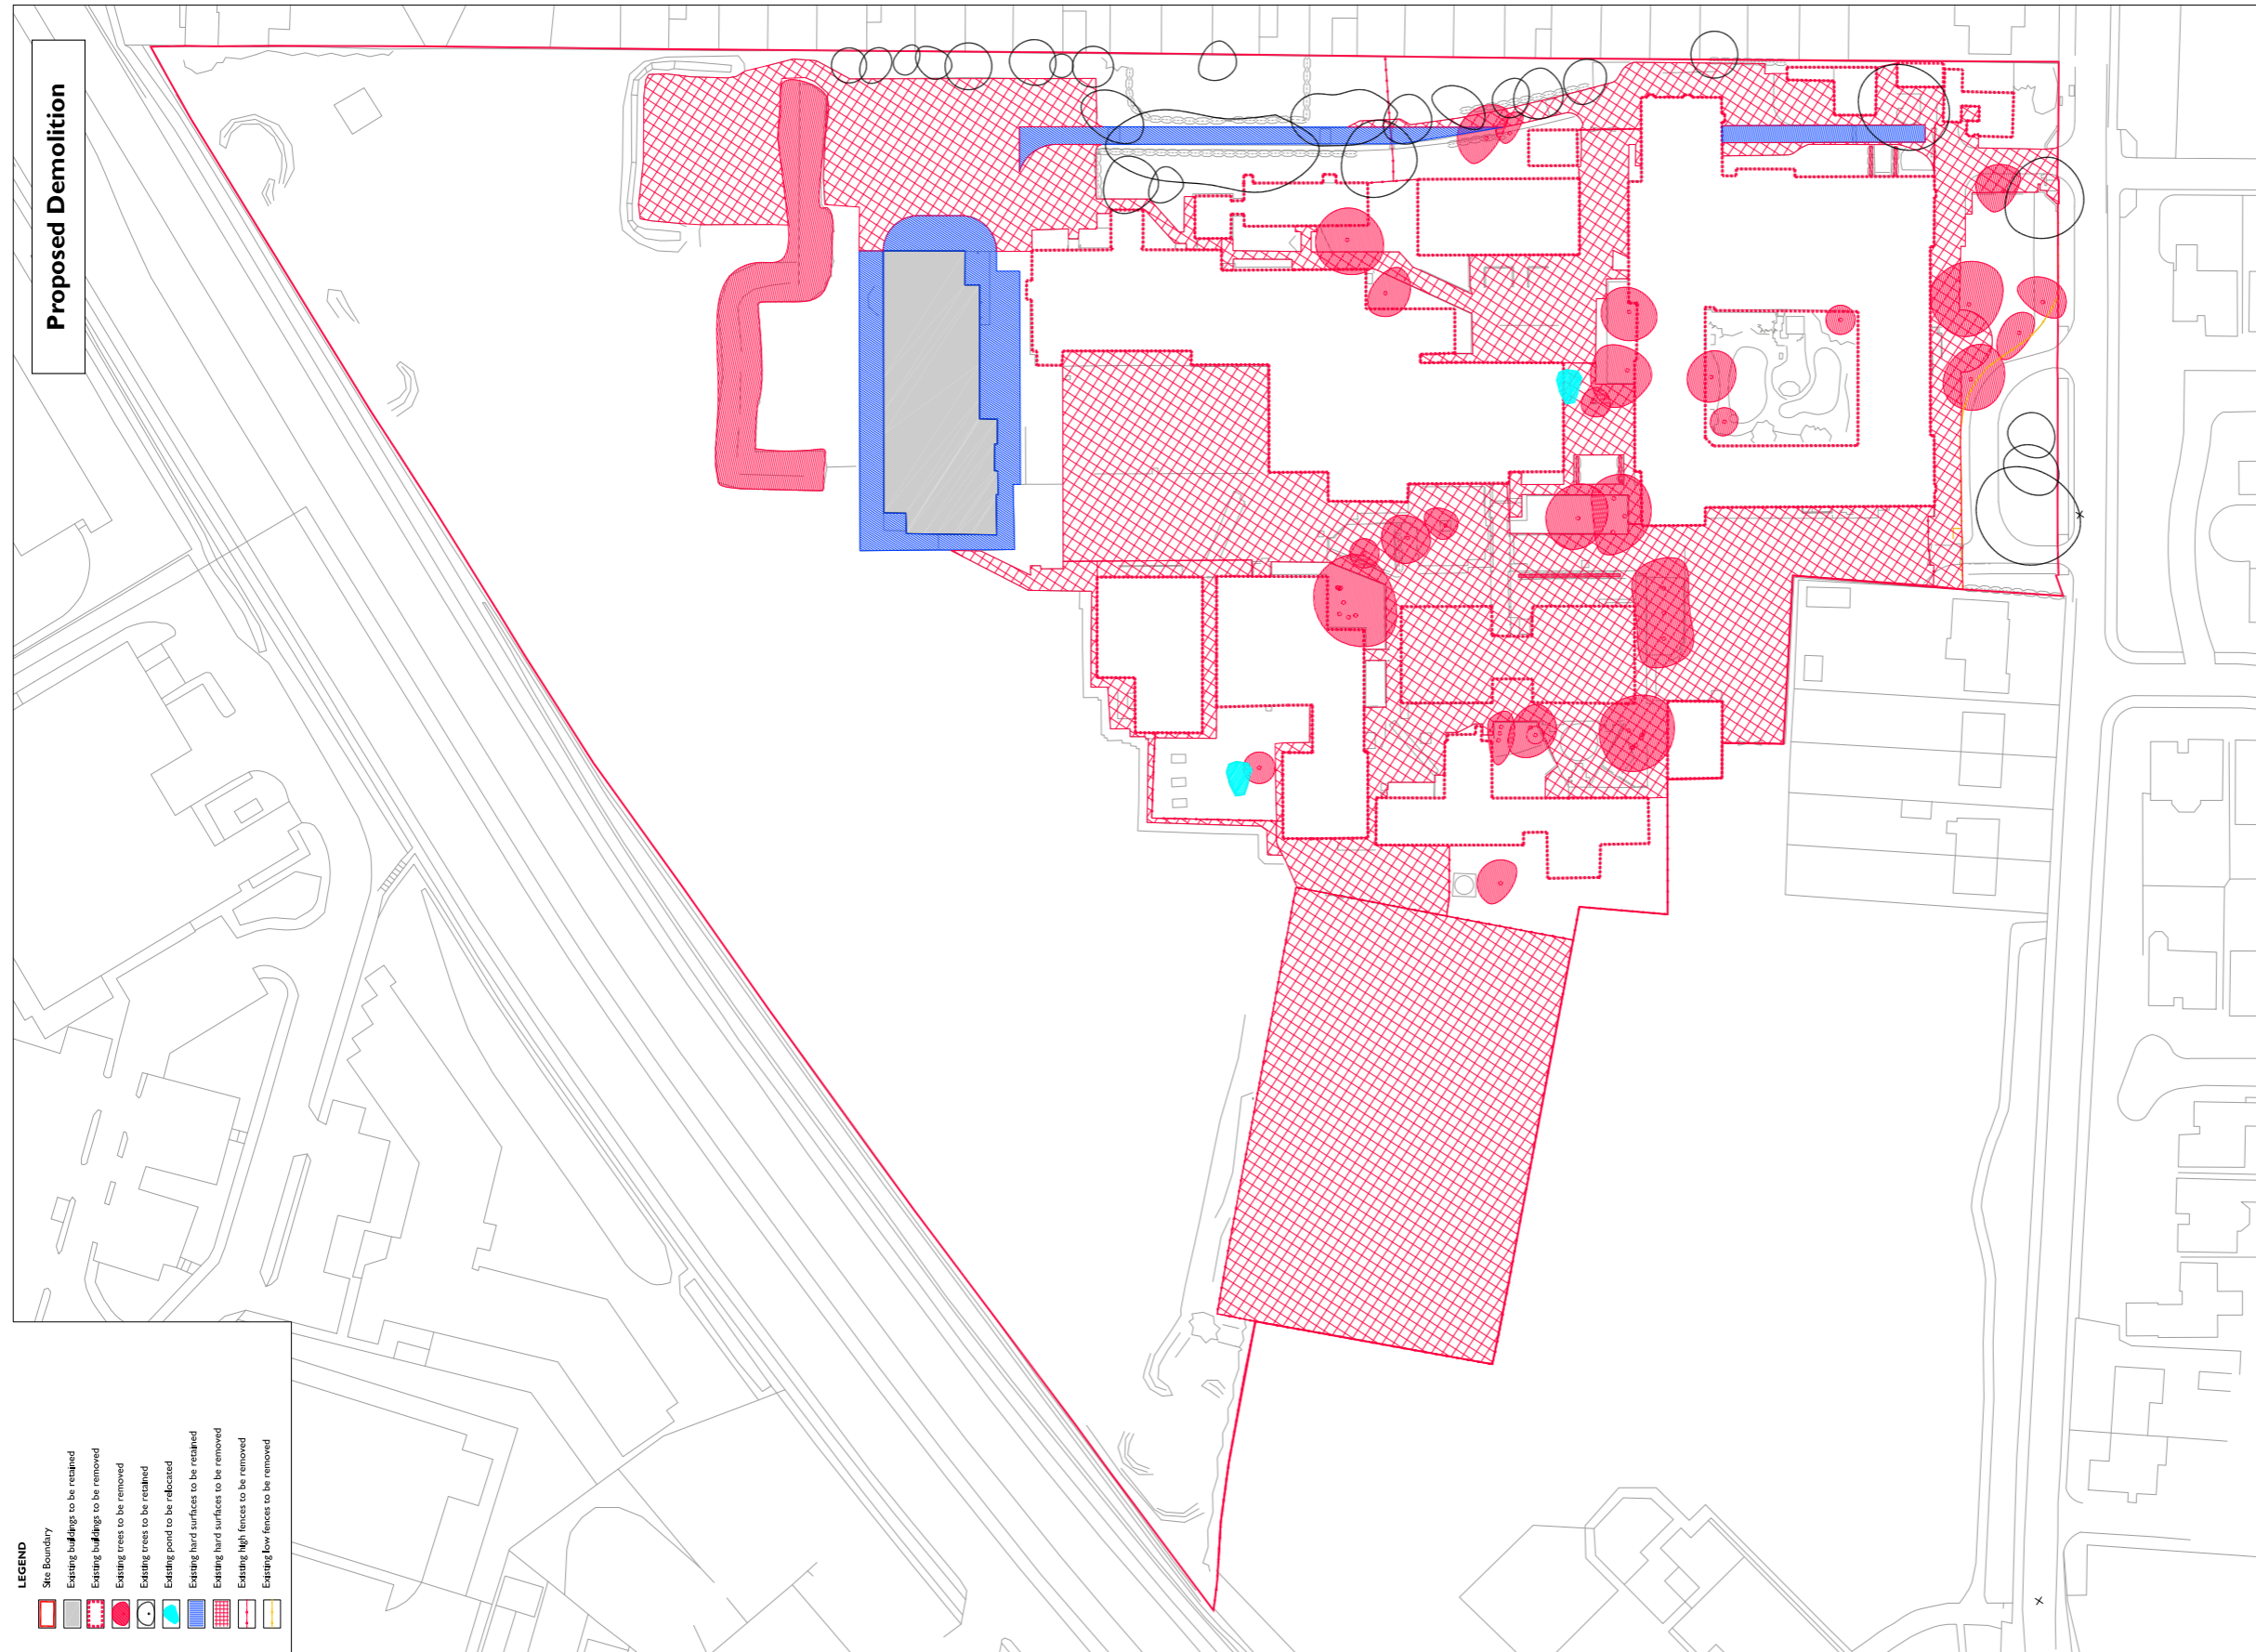 Proposed Demolition
LEGEND
Site Boundary
Existing buildings to be retained
Existing buildings to be removed
Existing trees to be removed
Existing trees to be retained
Existing pond to be relocated
Existing hard surfaces to be retained
Existing hard surfaces to be removed
Existing high fences to be removed
Existing low fences to be removed